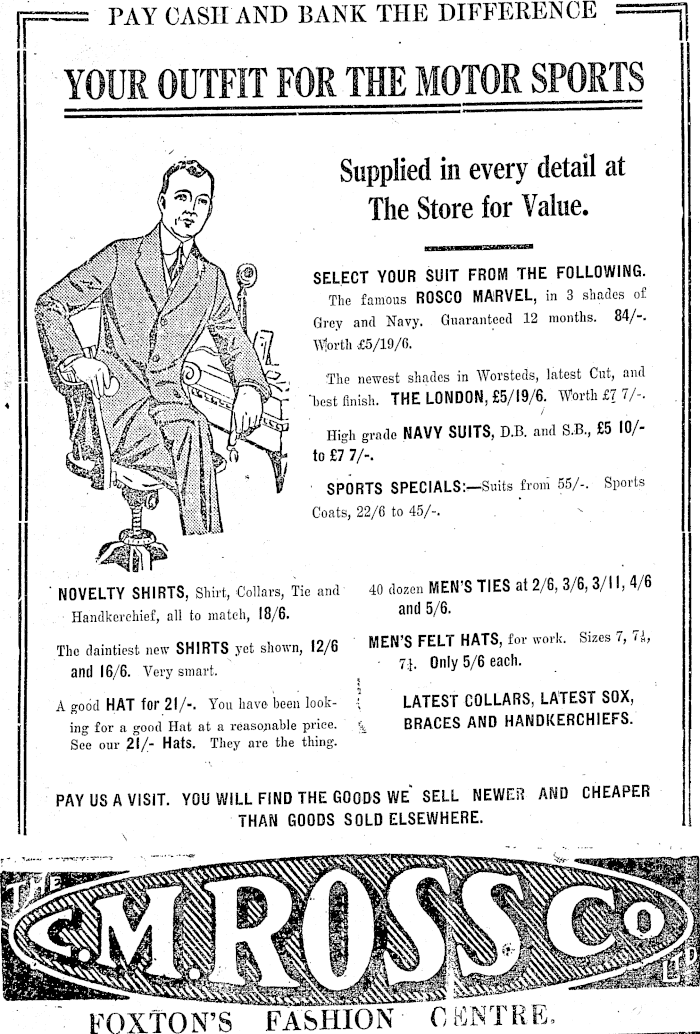 PAY CASH AND BANK THE DIFFERENCE
YOUR OUTFIT FOR THE MOTOR SPORTS
Supplied in every detail at
The Store for Value.
SELECT YOUR SUIT FROM THE FOLLOWING.
The famous ROSCO MARVEL, in 3 shades of
Grey and Navy. Guaranteed 12 months. 84/-.
Worth £5/19/6.
The newest shades in Worsteds, latest Cut, and
best finish. THE LONDON, £5/19/6. Worth £7 7/-.
High grade NAVY SUITS, D.B. and S.B., £5 10/-
to £7 7/-.
SPORTS SPECIALS:—Suits from 55/-. Sports
Coats, 22/6 to 45/-.
NOVELTY SHIRTS, Shirt, Collars, Tie and
Handkerchief, all to match, 18/6.
The daintiest new SHIRTS yet shown, 12/6
and 16/6. Very smart.
A good HAT for 21/-. You have been look-
ing for a good Hat at a reasonable price.
See our 21/- Hats. They are the thing.
40 dozen MEN'S TIES at 2/6, 3/6, 3/11, 4/6
and 5/6.
MEN'S FELT HATS, for work. Sizes 7,
Only 5/6 each.
LATEST COLLARS, LATEST SOX,
BRACES AND HANDKERCHIEFS.
PAY US A VISIT. YOU WILL FIND THE GOODS WE SELL NEWER AND CHEAPER
THAN GOODS SOLD ELSEWHERE.
THE
C.M. ROSS Co
LTD
FOXTON'S FASHION CENTRE.